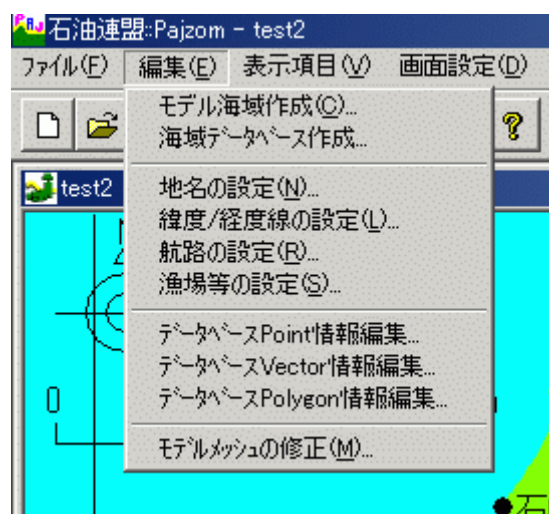 石油連盟::Pajzom - test2
ﾌｧｲﾙ(F) 編集(E) 表示項目(V) 画面設定(D)
モデル海域作成(C)...
海域ﾃﾞｰﾀﾍﾞｰｽ作成...
test2
地名の設定(N)...
緯度/経度線の設定(L)...
航路の設定(R)...
漁場等の設定(S)...
ﾃﾞｰﾀﾍﾞｰｽPoint情報編集...
ﾃﾞｰﾀﾍﾞｰｽVector情報編集...
ﾃﾞｰﾀﾍﾞｰｽPolygon情報編集...
0
ﾓﾃﾞﾙﾒｯｼｭの修正(M)...
石